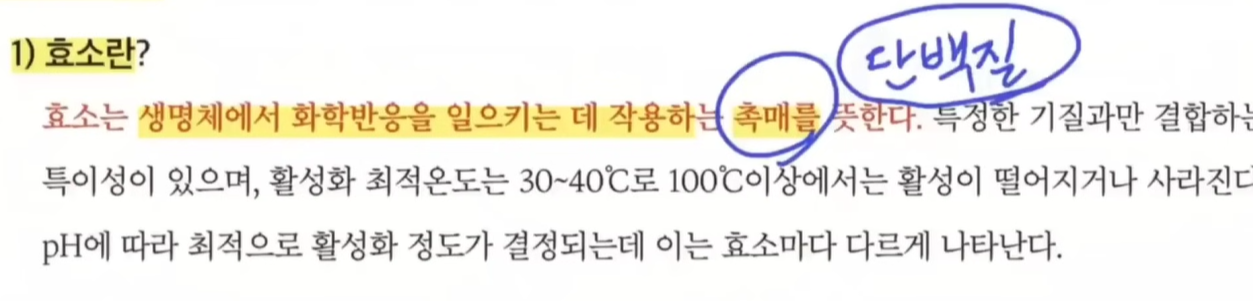 1) 효소란?
단백질
효소는 생명체에서 화학반응을 일으키는 데 작용하는 촉매를 뜻한다. 특정한 기질과만 결합하는
특이성이 있으며, 활성화 최적온도는 30~40℃로 100℃이상에서는 활성이 떨어지거나 사라진다
pH에 따라 최적으로 활성화 정도가 결정되는데 이는 효소마다 다르게 나타난다.